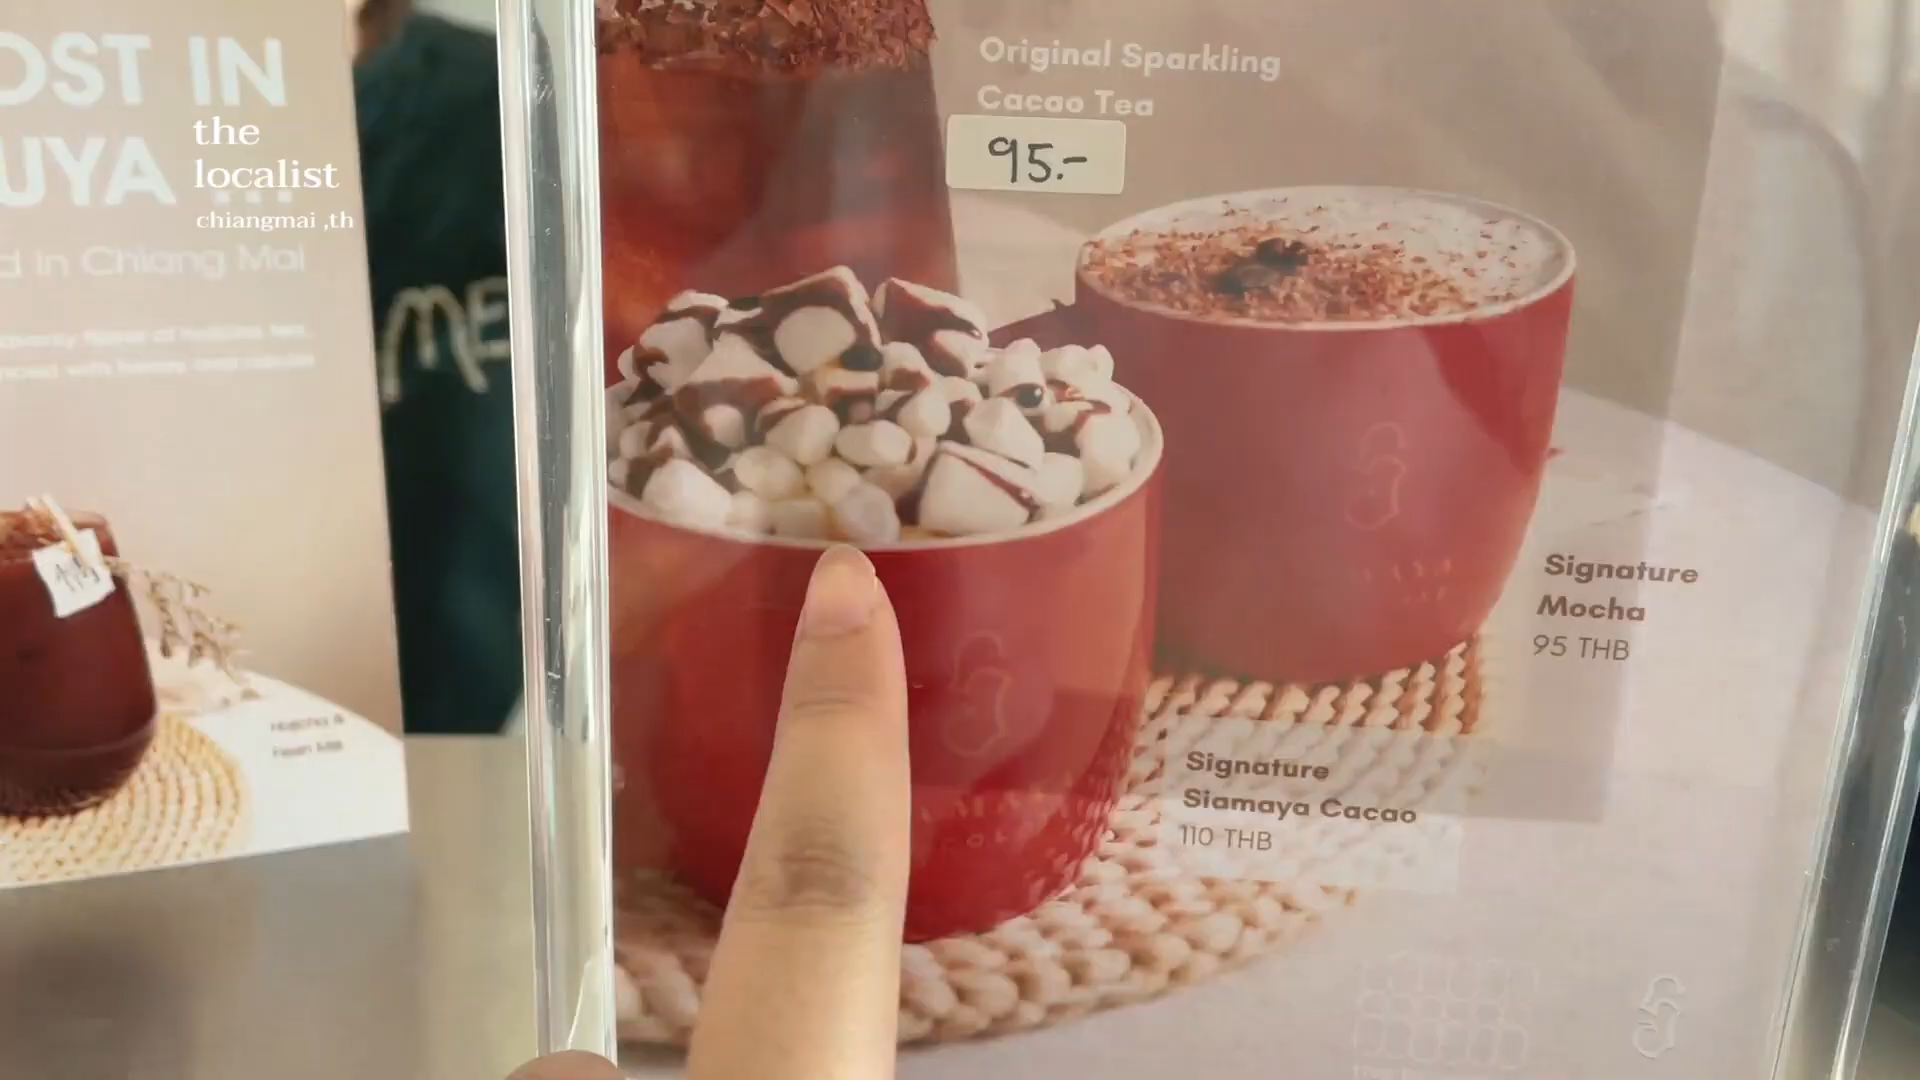 OST IN
UYA ...
the
localist
chiangmai ,th
d in Chiang Mai
ME
Original Sparkling
Cacao Tea
95.-
Signature
Mocha
95 THB
Signature
Siamaya Cacao
110 THB